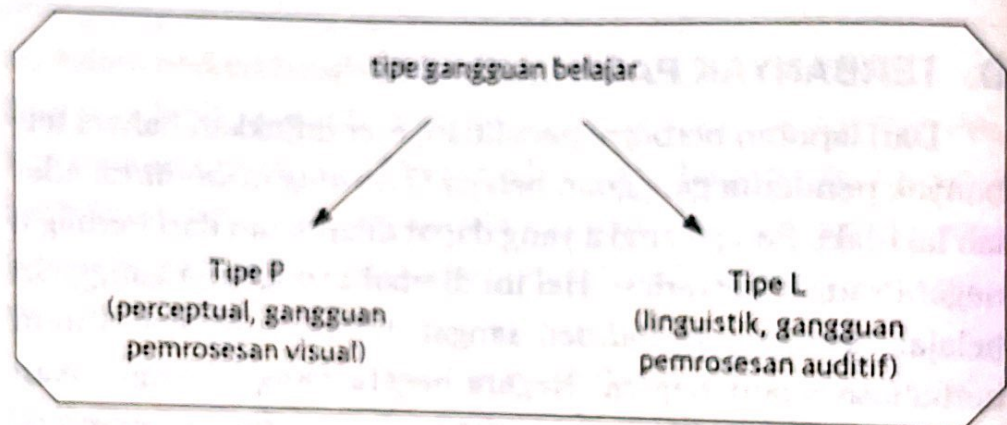 tipe gangguan belajar
Tipe P
(perceptual, gangguan
pemrosesan visual)
Tipe L
(linguistik, gangguan
pemrosesan auditif)